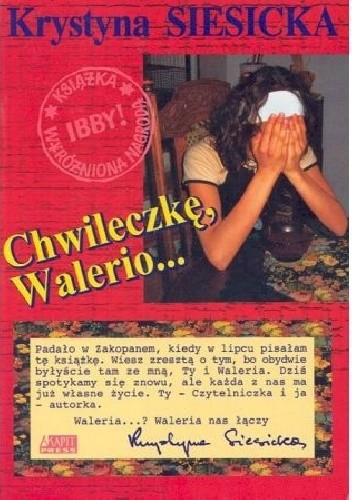 Krystyna SIESICKA
KSIĄŻKA
IBBY!
WYRÓŻNIONA NAGRODĄ
Chwileczkę,
Walerio...
Padało w Zakopanem, kiedy w lipcu pisałam
tę książkę. Wiesz zresztą o tym, bo obydwie
byłyście tam ze mną, Ty i Waleria. Dziś
spotykamy się znowu, ale każda z nas ma
już własne życie. Ty - Czytelniczka i ja
- autorka.
Waleria...? Waleria nas łączy
Krystyna Siesicka
AKAPIT
PRESS